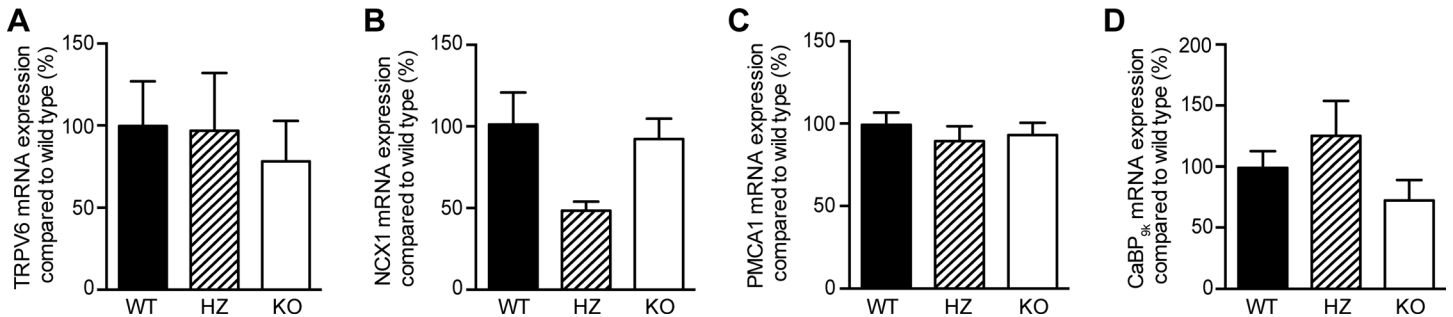 A
TRPV6 mRNA expression
compared to wild type (%)
150
100
50
0
WT HZ KO
B
NCX1 mRNA expression
compared to wild type (%)
150
100
50
0
WT HZ KO
C
PMCA1 mRNA expression
compared to wild type (%)
150
100
50
0
WT HZ KO
D
CaBP9k mRNA expression
compared to wild type (%)
200
150
100
50
0
WT HZ KO